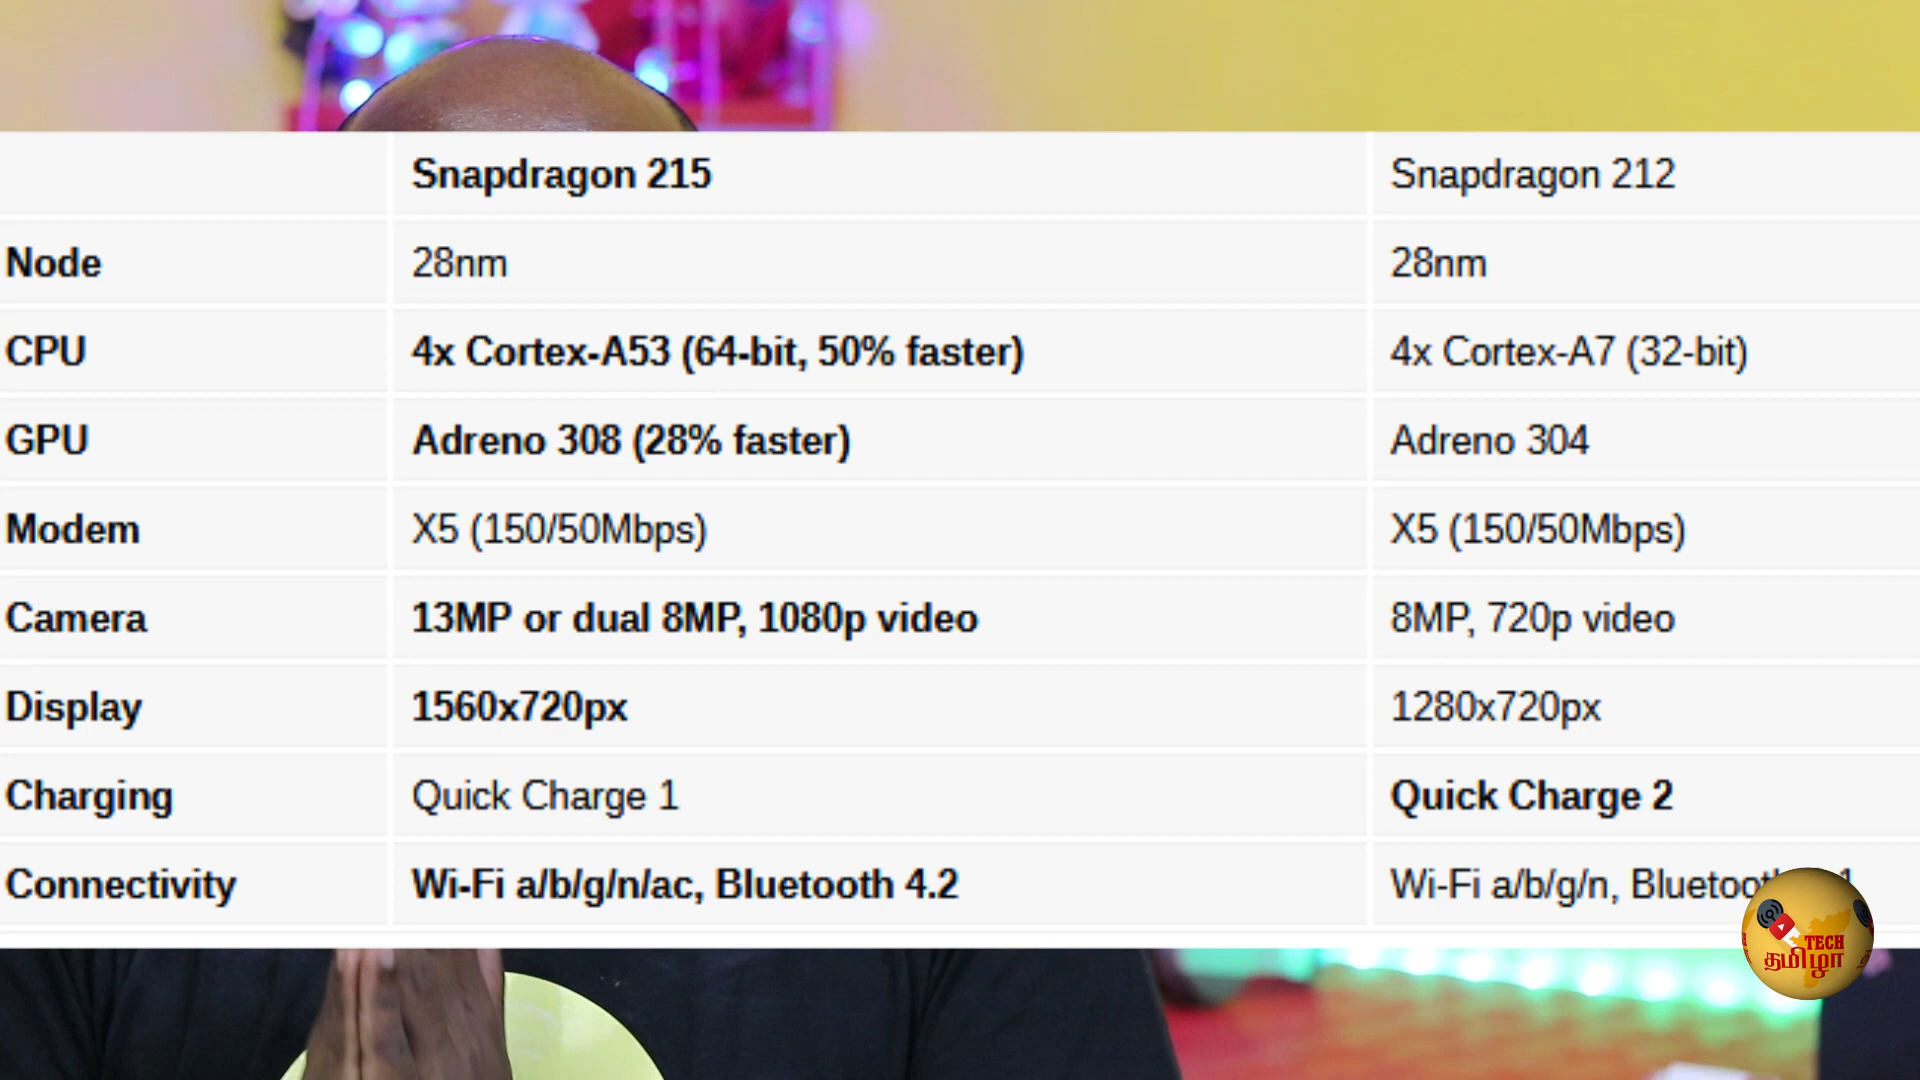 Snapdragon 215 Snapdragon 212
Node 28nm 28nm
CPU 4x Cortex-A53 (64-bit, 50% faster) 4x Cortex-A7 (32-bit)
GPU Adreno 308 (28% faster) Adreno 304
Modem X5 (150/50Mbps) X5 (150/50Mbps)
Camera 13MP or dual 8MP, 1080p video 8MP, 720p video
Display 1560x720px 1280x720px
Charging Quick Charge 1 Quick Charge 2
Connectivity Wi-Fi a/b/g/n/ac, Bluetooth 4.2 Wi-Fi a/b/g/n,
TECH
தமிழா